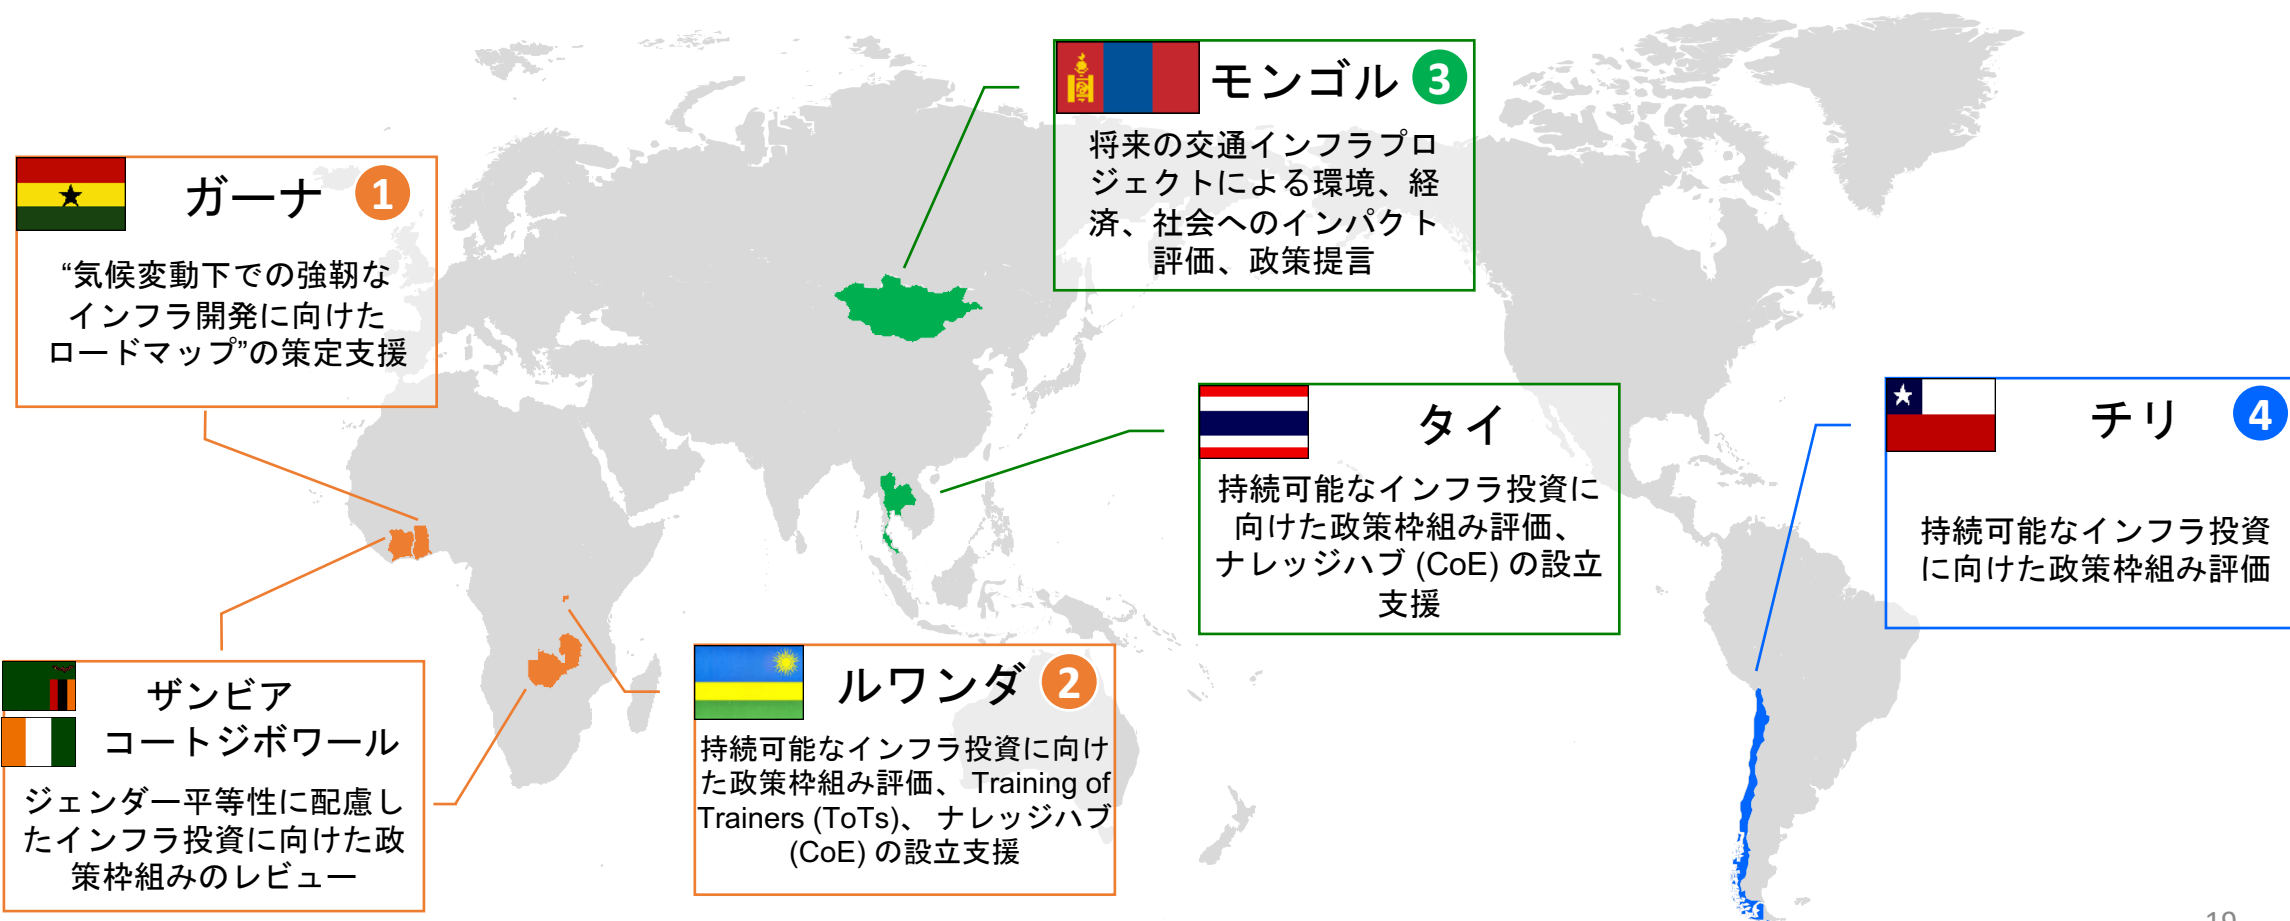 ガーナ 1
“気候変動下での強靭な
インフラ開発に向けた
ロードマップ”の策定支援
モンゴル 3
将来の交通インフラプロ
ジェクトによる環境、経
済、社会へのインパクト
評価、政策提言
タイ
持続可能なインフラ投資に
向けた政策枠組み評価、
ナレッジハブ (CoE) の設立
支援
チリ 4
持続可能なインフラ投資
に向けた政策枠組み評価
ザンビア
コートジボワール
ジェンダー平等性に配慮し
たインフラ投資に向けた政
策枠組みのレビュー
ルワンダ 2
持続可能なインフラ投資に向け
た政策枠組み評価、 Training of
Trainers (ToTs)、 ナレッジハブ
(CoE) の設立支援